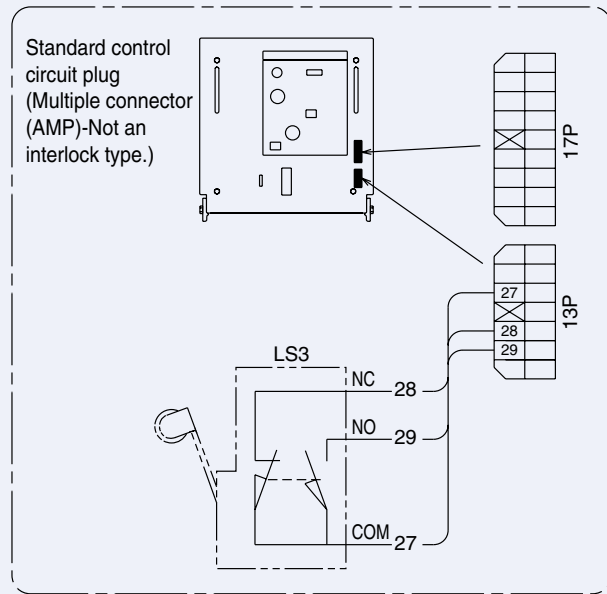 Standard control
circuit plug
(Multiple connector
(AMP)-Not an
interlock type.)
17P
13P
27
28
29
LS3
NC 28
NO 29
COM 27